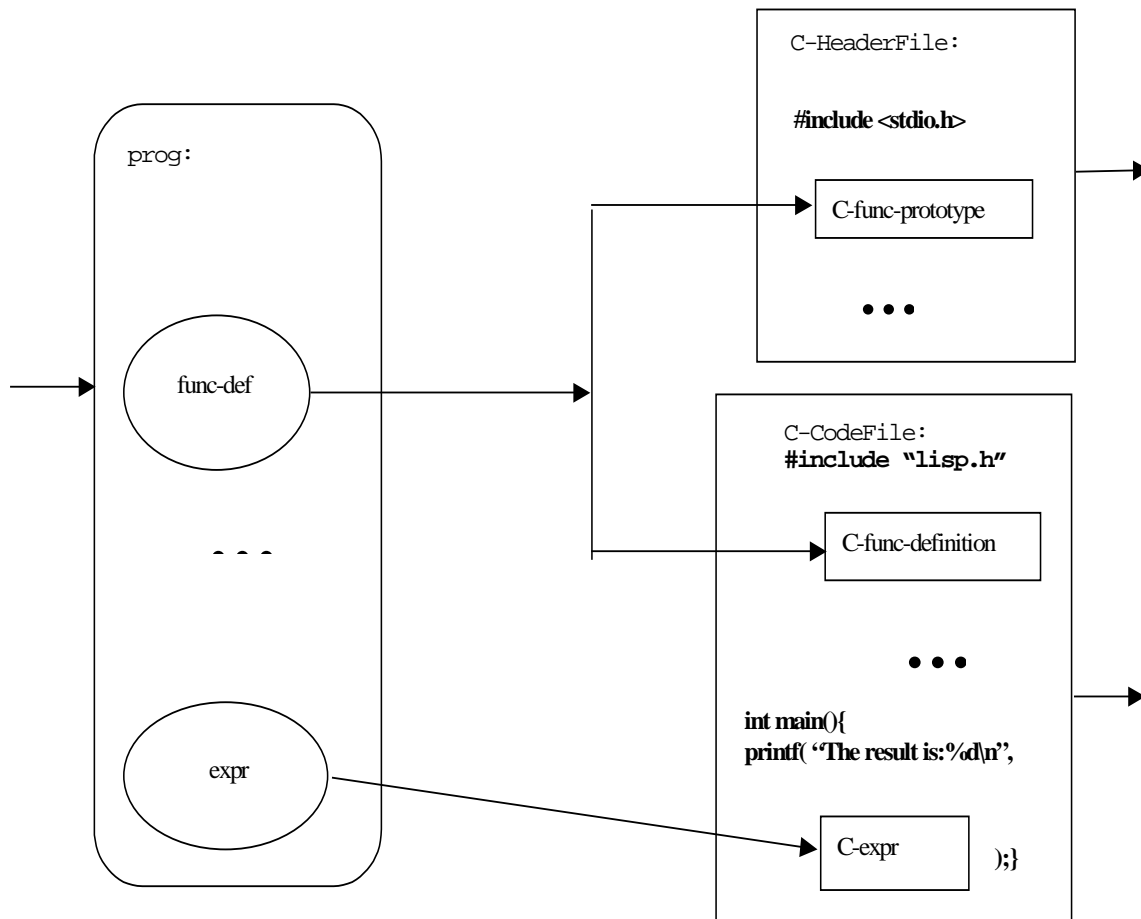 prog:
func-def
expr
C-HeaderFile:
#include <stdio.h>
C-func-prototype
C-CodeFile:
#include “lisp.h”
C-func-definition
int main(){
printf( “The result is:%d\n”,
C-expr
);}